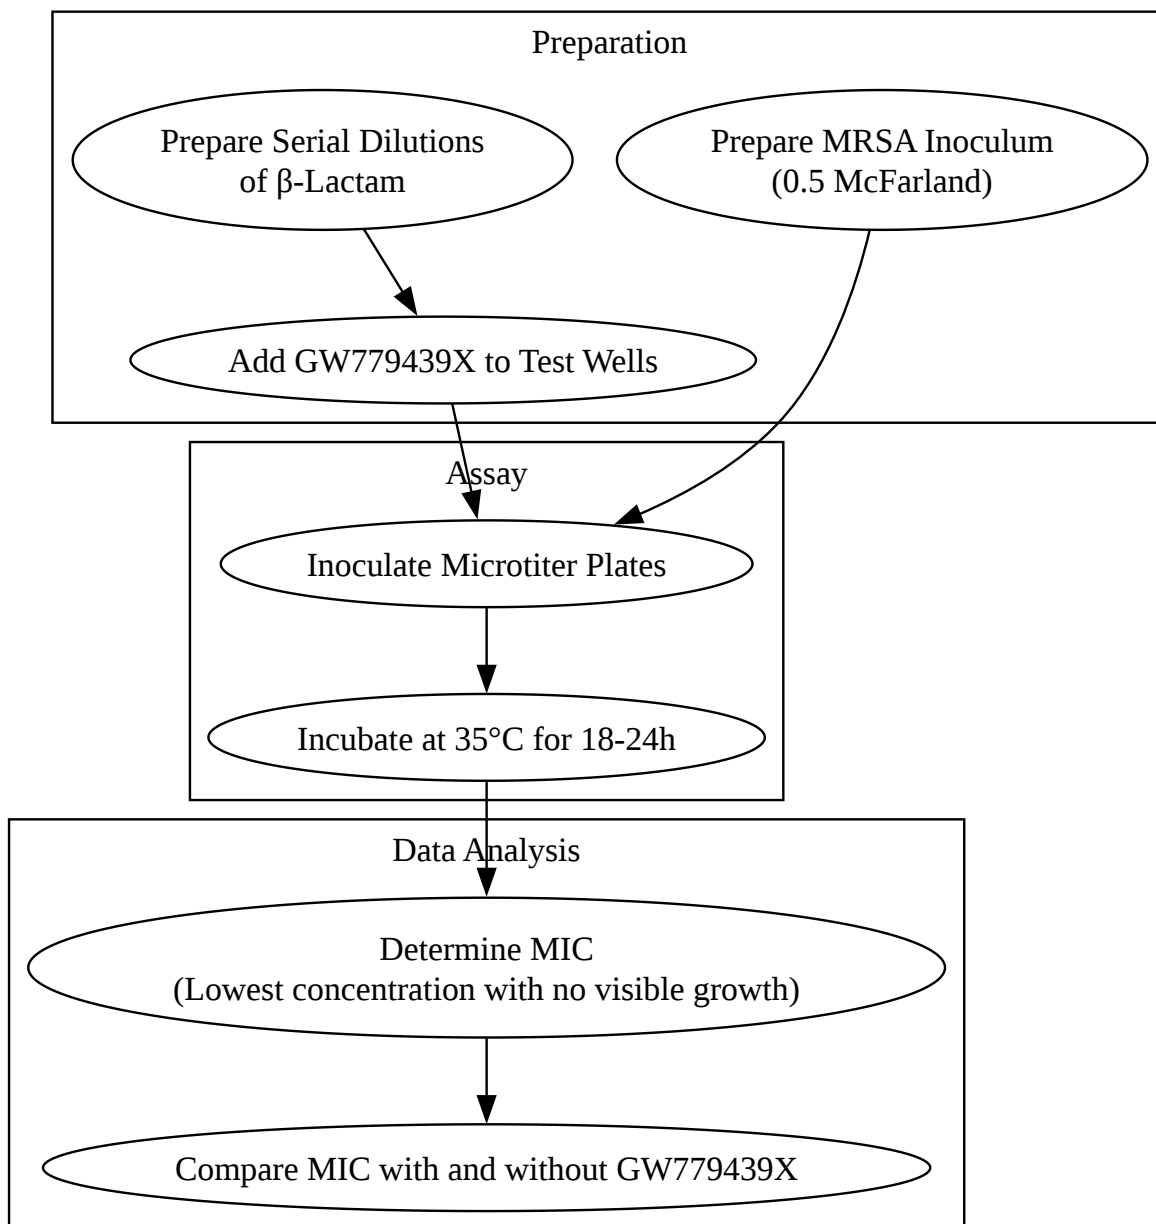 Preparation
Prepare Serial Dilutions
of β-Lactam
Prepare MRSA Inoculum
(0.5 McFarland)
Add GW779439X to Test Wells
Assay
Inoculate Microtiter Plates
Incubate at 35°C for 18-24h
Data Analysis
Determine MIC
(Lowest concentration with no visible growth)
Compare MIC with and without GW779439X